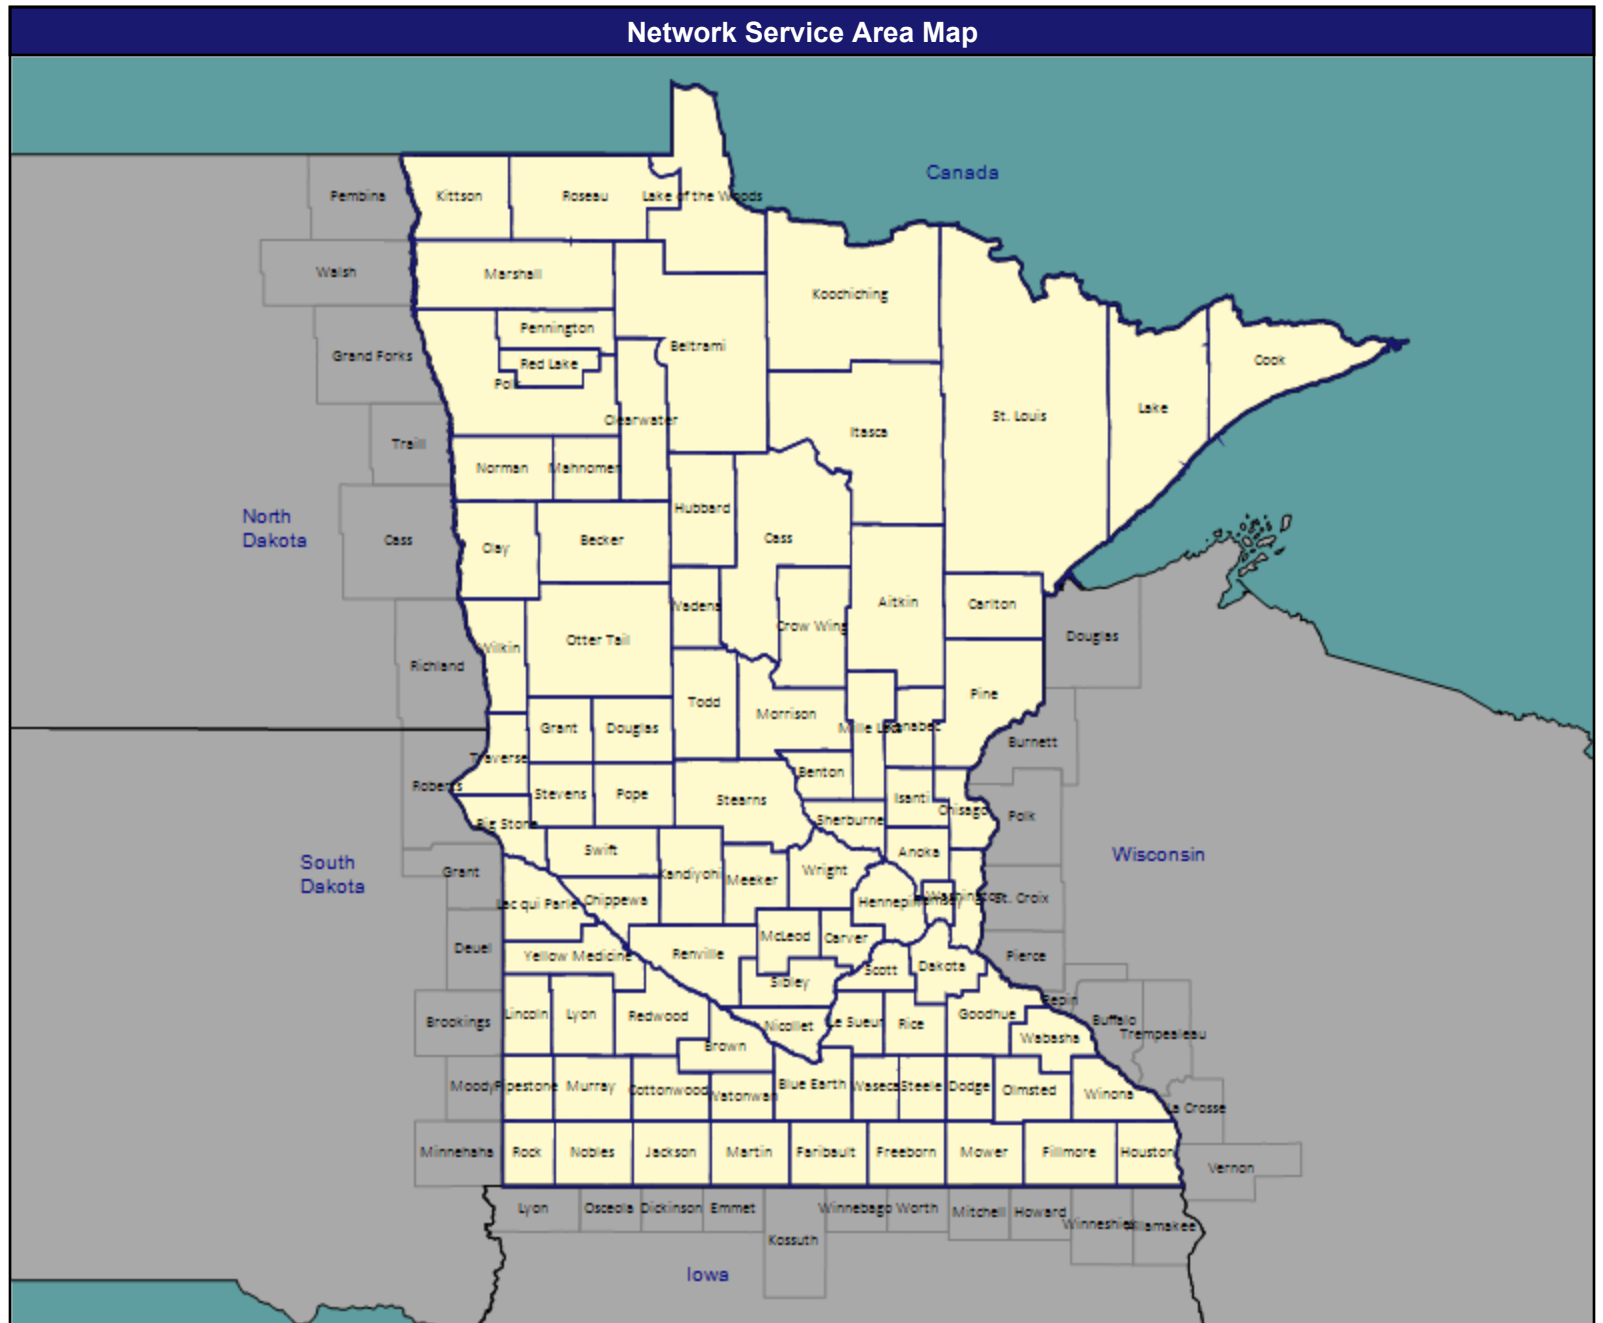 Network Service Area Map
Canada
Pembina
Kittson
Roseau
Lake of the Woods
Walsh
Marshall
Koochiching
Pennington
Grand Forks
Red Lake
Beltrami
Cook
Polk
Clearwater
St. Louis
Lake
Itasca
Traill
Norman
Mahnomen
Hubbard
North
Dakota
Cass
Clay
Becker
Cass
Aitkin
Carlton
Otter Tail
Crow Wing
Douglas
Wilkin
Richland
Pine
Todd
Morrison
Grant
Douglas
Mille Lacs
Burnett
Traverse
Benton
Roberts
Stevens
Pope
Stearns
Isanti
Chisago
Big Stone
Sherburne
Polk
South
Dakota
Swift
Anoka
Wisconsin
Grant
Kandiyohi
Meeker
Wright
Lac qui Parle
Chippewa
Hennepin
Washington
St. Croix
McLeod
Carver
Deuel
Yellow Medicine
Renville
Scott
Dakota
Pierce
Sibley
Pepin
Brookings
Lincoln
Lyon
Redwood
Nicollet
Le Sueur
Rice
Goodhue
Buffalo
Trempealeau
Brown
Wabasha
Moody
Pipestone
Murray
Cottonwood
Watonwan
Blue Earth
Waseca
Steele
Dodge
Olmsted
Winona
La Crosse
Minnehaha
Rock
Nobles
Jackson
Martin
Faribault
Freeborn
Mower
Fillmore
Houston
Vernon
Lyon
Osceola
Dickinson
Emmet
Winnebago
Worth
Mitchell
Howard
Kossuth
Iowa